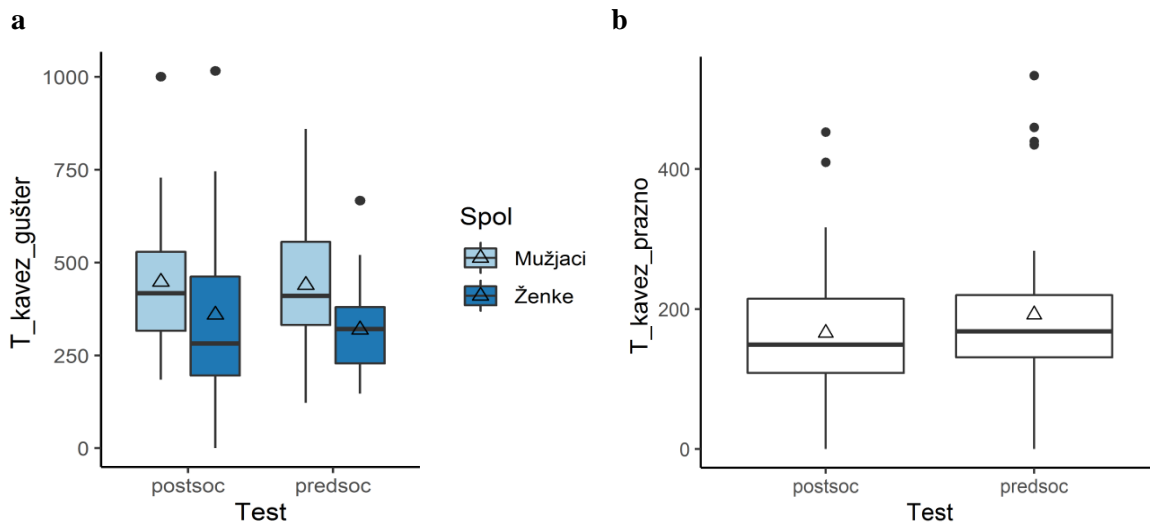 a
T_kavez_gušter
1000
750
500
250
0
postsoc predsoc
Test
Spol
Mužjaci
Ženke
b
T_kavez_prazno
400
200
0
postsoc predsoc
Test